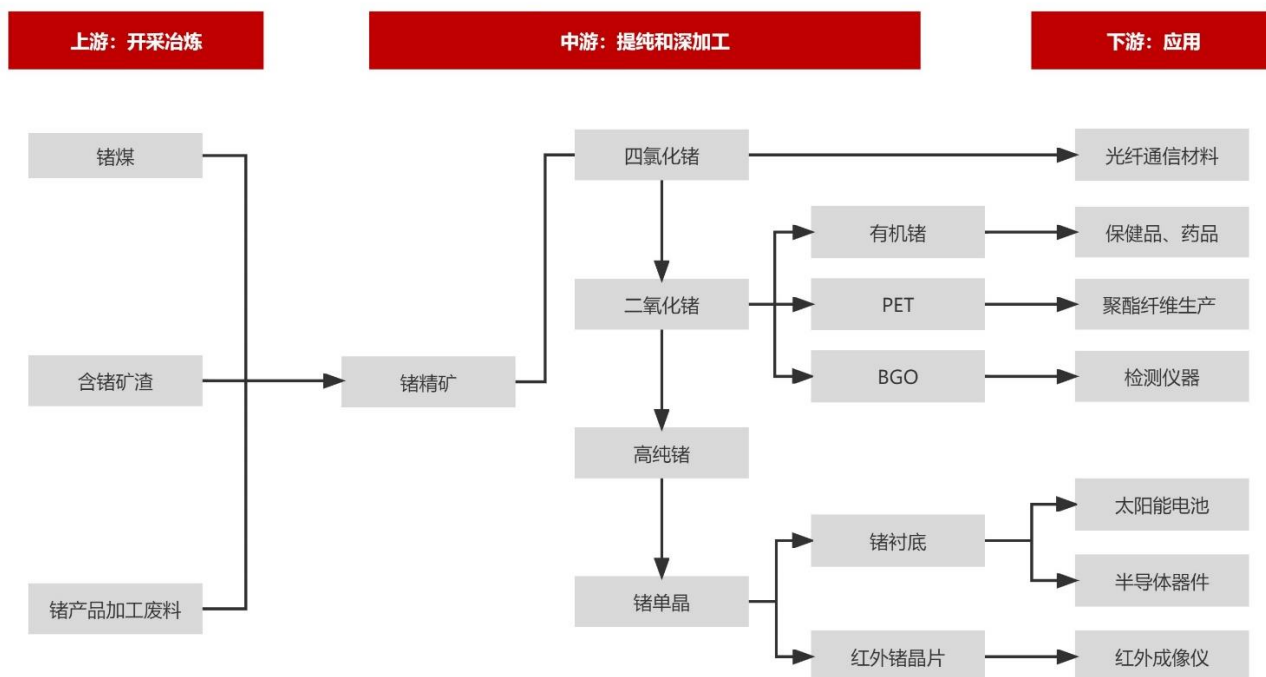 上游：开采冶炼
中游：提纯和深加工
下游：应用
锗煤
四氯化锗
光纤通信材料
有机锗
保健品、药品
二氧化锗
PET
聚酯纤维生产
含锗矿渣
锗精矿
BGO
检测仪器
高纯锗
太阳能电池
锗衬底
半导体器件
锗产品加工废料
锗单晶
红外锗晶片
红外成像仪